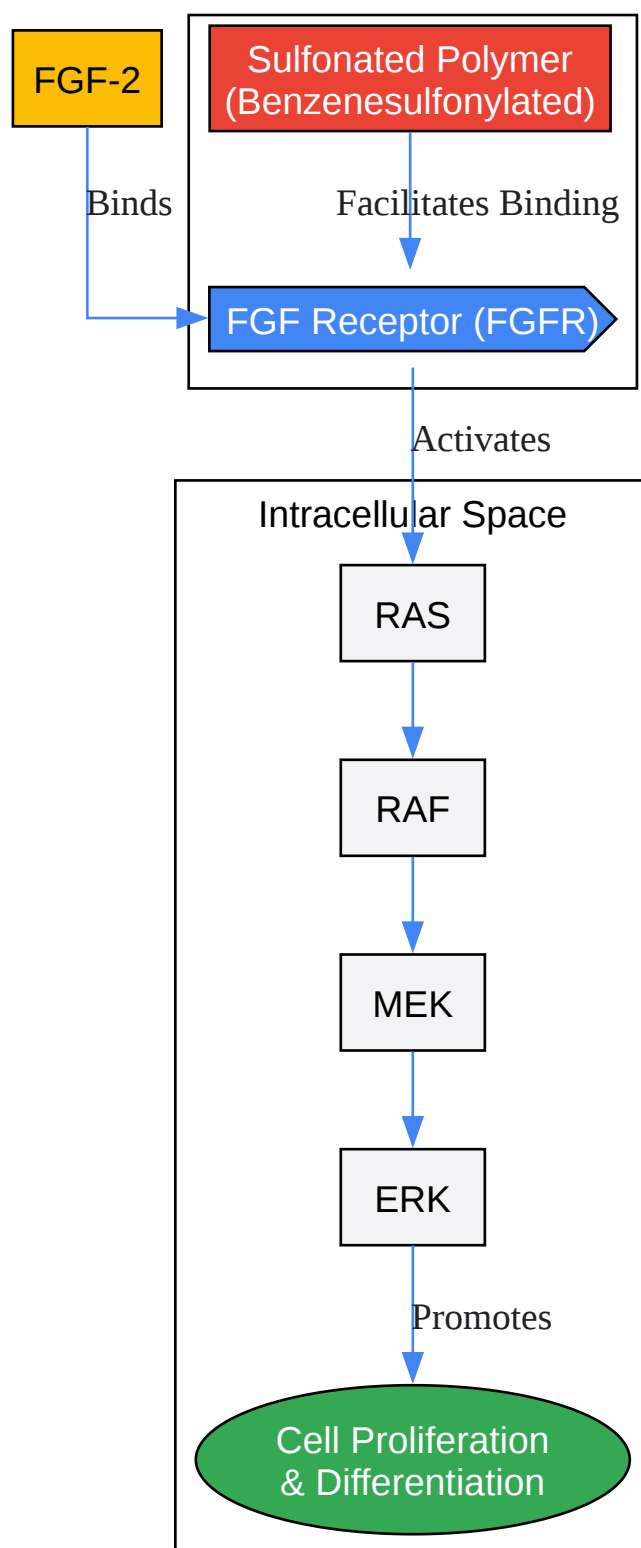 FGF-2
Sulfonated Polymer
(Benzenesulfonylated)
Binds
Facilitates Binding
FGF Receptor (FGFR)
Activates
Intracellular Space
RAS
RAF
MEK
ERK
Promotes
Cell Proliferation
& Differentiation